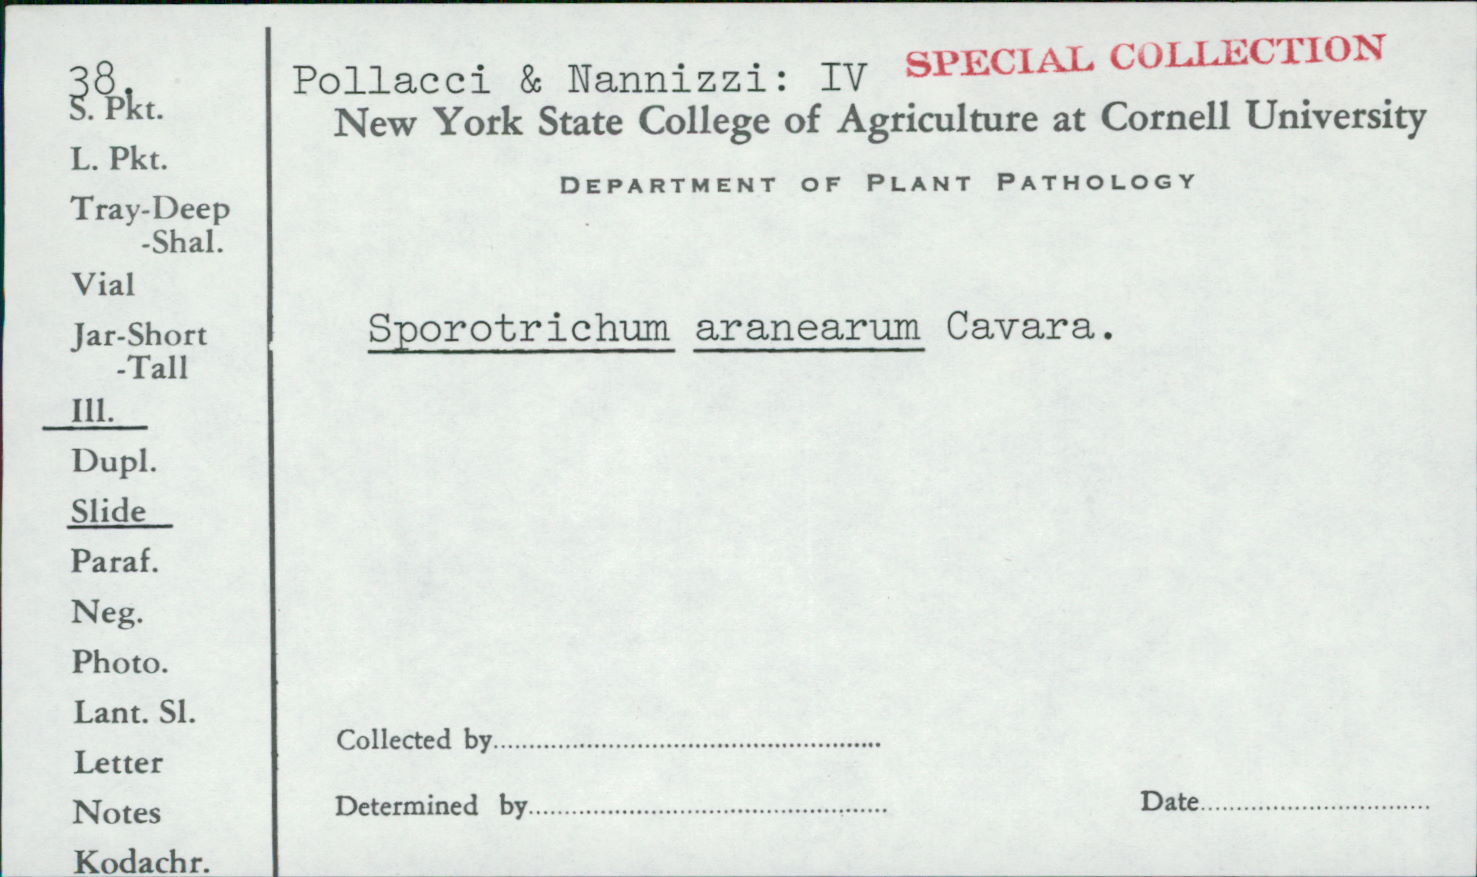 38.
S. Pkt.
L. Pkt.
Tray-Deep
-Shal.
Vial
Jar-Short
-Tall
Ill.
Dupl.
Slide
Paraf.
Neg.
Photo.
Lant. Sl.
Letter
Notes
Kodachr.
Pollacci & Nannizzi: IV SPECIAL COLLECTION
New York State College of Agriculture at Cornell University
DEPARTMENT OF PLANT PATHOLOGY
Sporotrichum aranearum Cavara.
Collected by
Determined by
Date